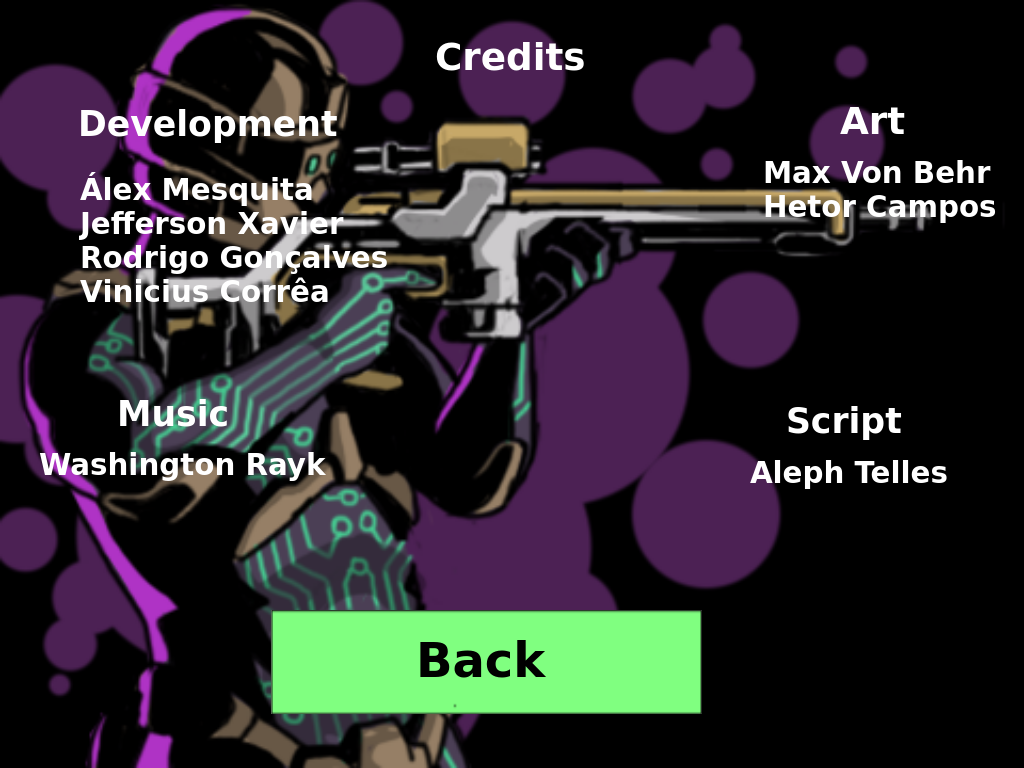 Credits
Development
Álex Mesquita
Jefferson Xavier
Rodrigo Gonçalves
Vinicius Corrêa
Art
Max Von Behr
Hetor Campos
Music
Washington Rayk
Script
Aleph Telles
Back